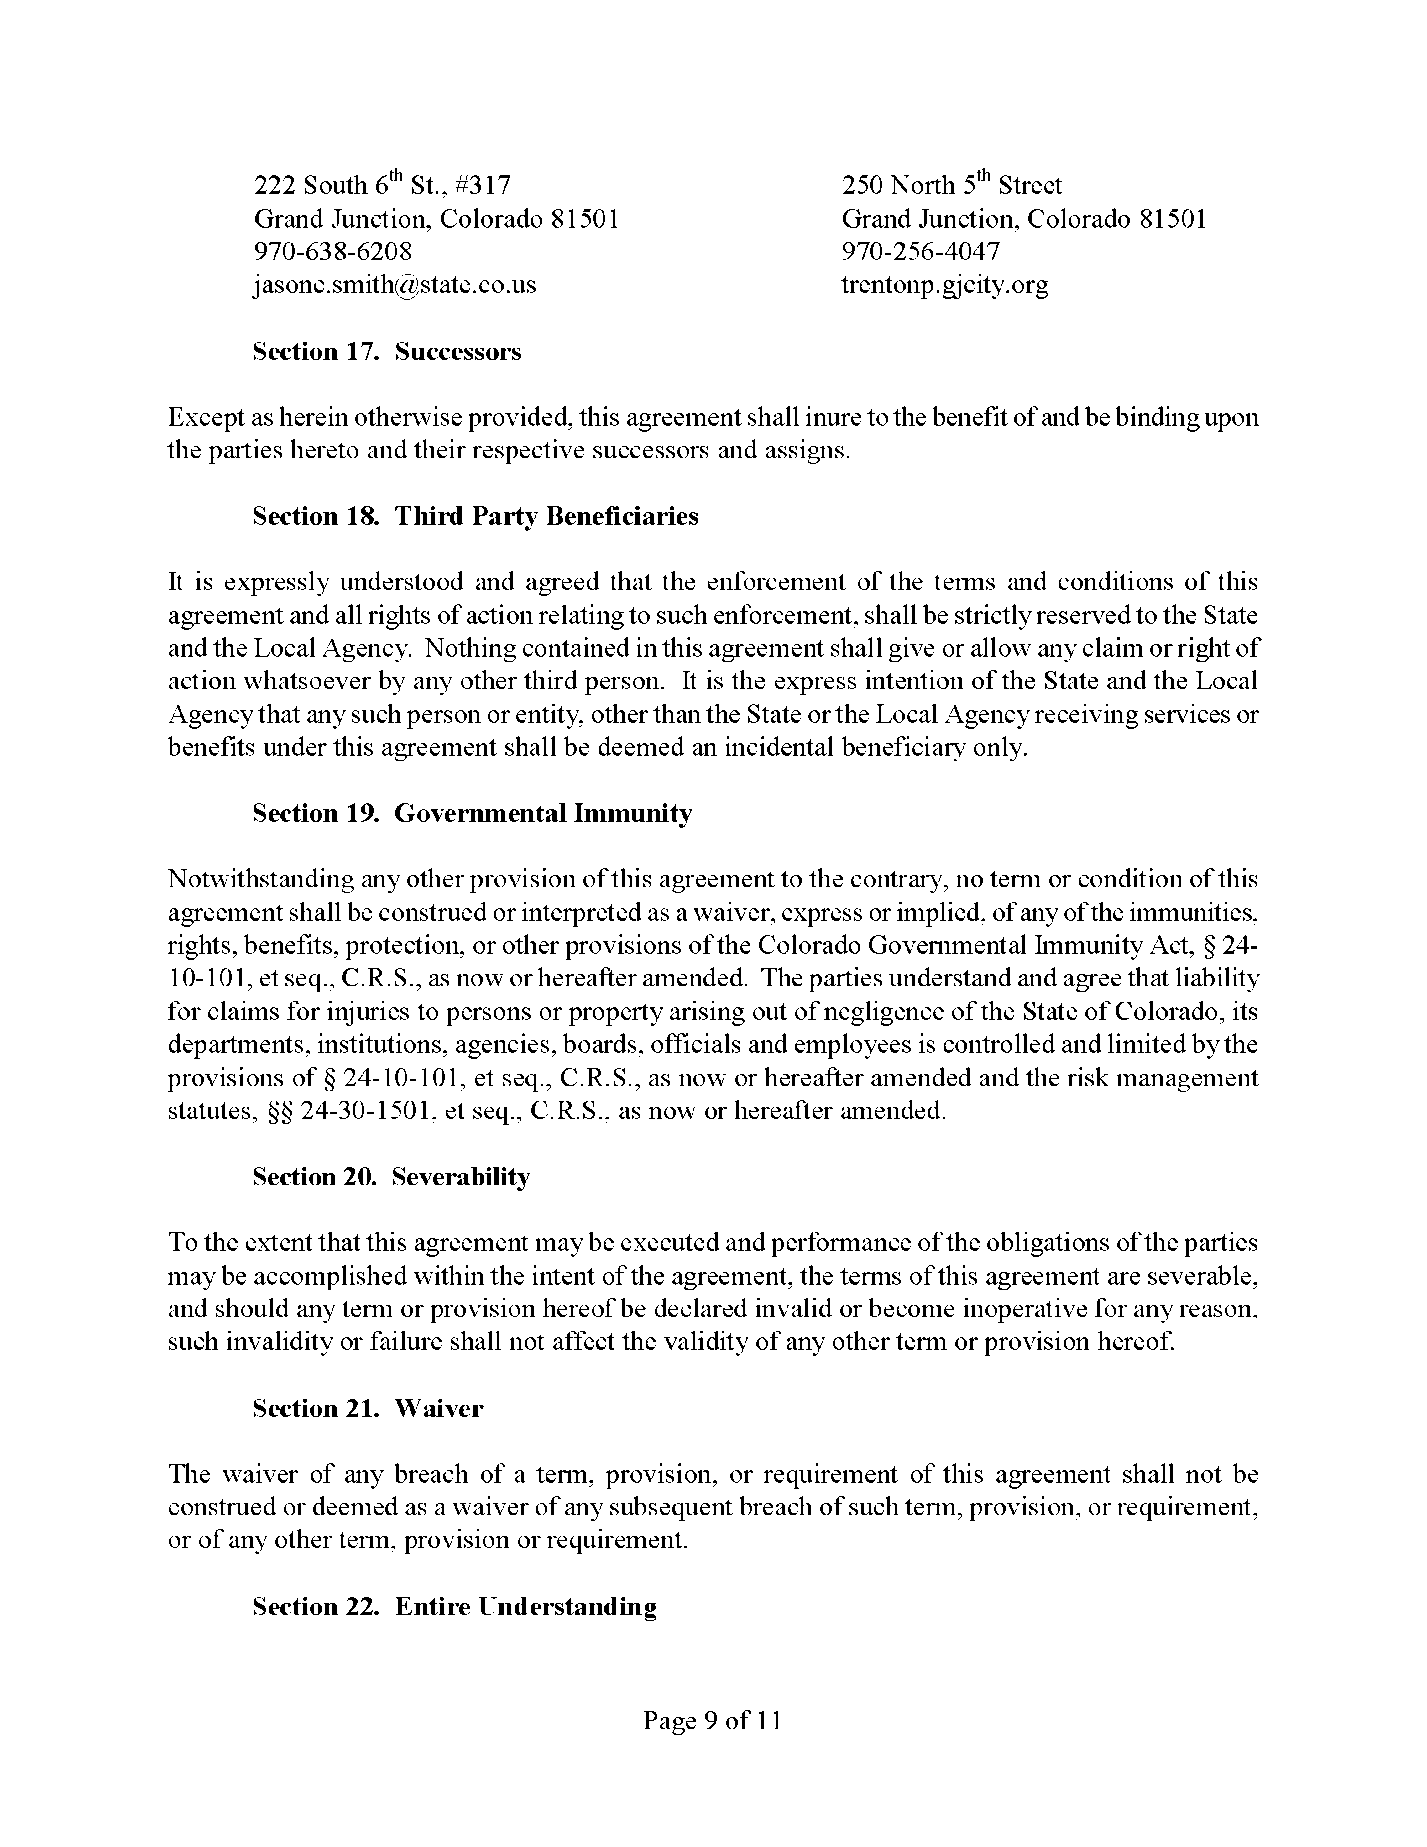 222 South 6th St., #317
Grand Junction, Colorado 81501
970-638-6208
jasone.smith@state.co.us
250 North 5th Street
Grand Junction, Colorado 81501
970-256-4047
trentonp.gjcity.org
Section 17. Successors
Except as herein otherwise provided, this agreement shall inure to the benefit of and be binding upon
the parties hereto and their respective successors and assigns.
Section 18. Third Party Beneficiaries
It is expressly understood and agreed that the enforcement of the terms and conditions of this
agreement and all rights of action relating to such enforcement, shall be strictly reserved to the State
and the Local Agency. Nothing contained in this agreement shall give or allow any claim or right of
action whatsoever by any other third person. It is the express intention of the State and the Local
Agency that any such person or entity, other than the State or the Local Agency receiving services or
benefits under this agreement shall be deemed an incidental beneficiary only.
Section 19. Governmental Immunity
Notwithstanding any other provision of this agreement to the contrary, no term or condition of this
agreement shall be construed or interpreted as a waiver, express or implied, of any of the immunities,
rights, benefits, protection, or other provisions of the Colorado Governmental Immunity Act, § 24-
10-101, et seq., C.R.S., as now or hereafter amended. The parties understand and agree that liability
for claims for injuries to persons or property arising out of negligence of the State of Colorado, its
departments, institutions, agencies, boards, officials and employees is controlled and limited by the
provisions of § 24-10-101, et seq., C.R.S., as now or hereafter amended and the risk management
statutes, §§ 24-30-1501, et seq., C.R.S., as now or hereafter amended.
Section 20. Severability
To the extent that this agreement may be executed and performance of the obligations of the parties
may be accomplished within the intent of the agreement, the terms of this agreement are severable,
and should any term or provision hereof be declared invalid or become inoperative for any reason,
such invalidity or failure shall not affect the validity of any other term or provision hereof.
Section 21. Waiver
The waiver of any breach of a term, provision, or requirement of this agreement shall not be
construed or deemed as a waiver of any subsequent breach of such term, provision, or requirement,
or of any other term, provision or requirement.
Section 22. Entire Understanding
Page 9 of 11